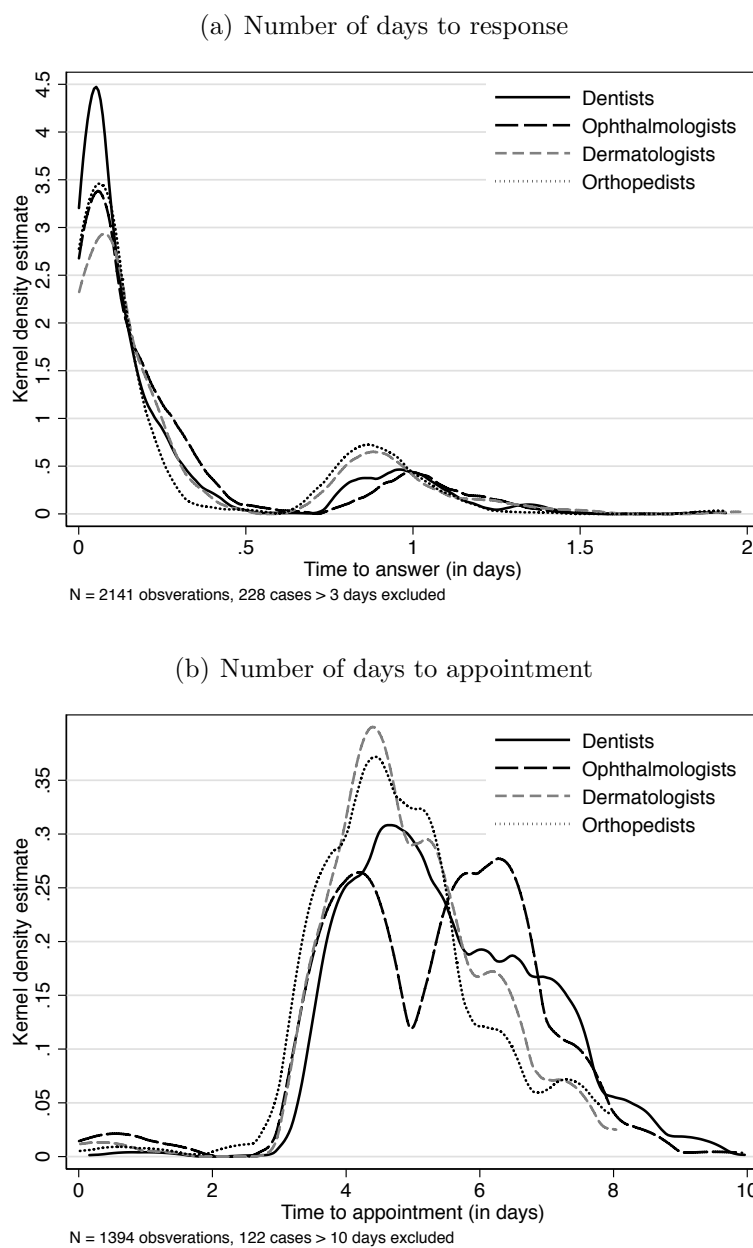 (a) Number of days to response
4.5
4
3.5
3
2.5
2
1.5
1
.5
0
Kernel density estimate
Dentists
Ophthalmologists
Dermatologists
Orthopedists
0 .5 1 1.5 2
Time to answer (in days)
N = 2141 obsverations, 228 cases > 3 days excluded
(b) Number of days to appointment
.35
.3
.25
.2
.15
.1
.05
0
Kernel density estimate
Dentists
Ophthalmologists
Dermatologists
Orthopedists
0 2 4 6 8 10
Time to appointment (in days)
N = 1394 obsverations, 122 cases > 10 days excluded